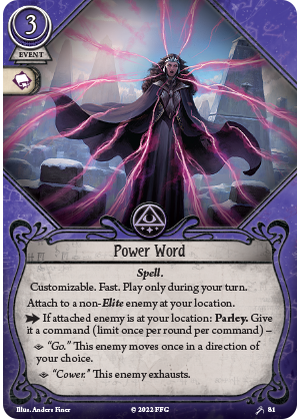 3
EVENT
Power Word
Spell.
Customizable. Fast. Play only during your turn.
Attach to a non-Elite enemy at your location.
If attached enemy is at your location: Parley. Give
it a command (limit once per round per command) –
“Go.” This enemy moves once in a direction of
your choice.
“Cower.” This enemy exhausts.
Illus. Anders Finer
© 2022 FFG
81